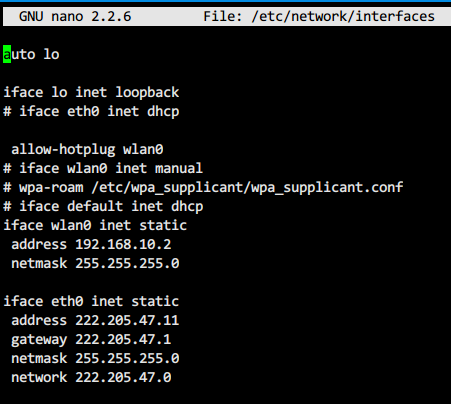 GNU nano 2.2.6 File: /etc/network/interfaces
auto lo
iface lo inet loopback
# iface eth0 inet dhcp
allow-hotplug wlan0
# iface wlan0 inet manual
# wpa-roam /etc/wpa_supplicant/wpa_supplicant.conf
# iface default inet dhcp
iface wlan0 inet static
address 192.168.10.2
netmask 255.255.255.0
iface eth0 inet static
address 222.205.47.11
gateway 222.205.47.1
netmask 255.255.255.0
network 222.205.47.0